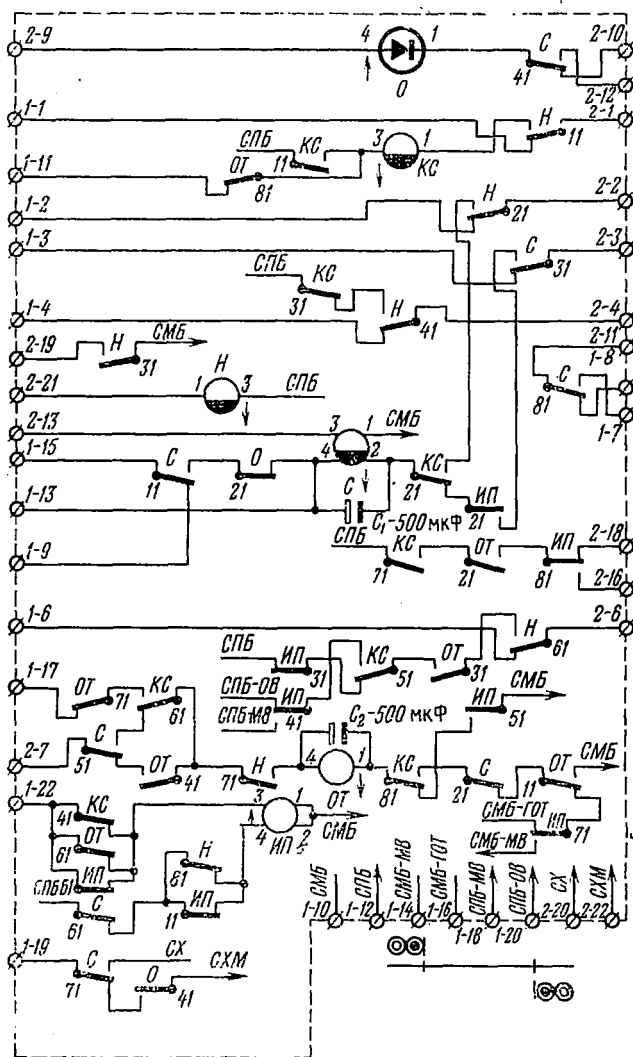 2-9 4 1 С 2-10
О 41
2-12
1-1 2-1
Н 11
СПБ КС 3 1
11 КС
1-11 ОТ
81
1-2 Н 2-2
21
1-3 С 2-3
31
СПБ КС
31 Н
1-4 41 2-4
2-19 Н СМБ 2-11
31 1-8
2-21 Н
1 3 СПБ С
81
2-13 3 1 СМБ 1-7
4 2
1-15 С О КС
11 21 21 ИП
С 21
1-13 С₁-500 мкФ
СПБ КС ОТ ИП 2-18
71 21 81
1-9 2-16
1-6 2-6
Н
61
СПБ ИП КС ОТ
31 51 31
1-17 ОТ КС СПБ-ОВ ИП ИП СМБ
71 61 СПБ-МВ 41 51
С₂-500 мкФ
2-7 С ОТ Н 4 1 КС С ОТ СМБ
51 41 71 81 21 11
1-22 КС 3 1 ОТ СМБ-ГОТ ИП
41 4 2 СМБ 71
ОТ ИП СМБ-МВ
61 Н
ИП 81
СПББ1 С ИП
61 11
СМБ СПБ СМБ-МВ СМБ-ГОТ СПБ-МВ СПБ-ОВ СХ СХМ
1-10 1-12 1-14 1-16 1-18 1-20 2-20 2-22
1-19 С СХ
71 О СХМ
41